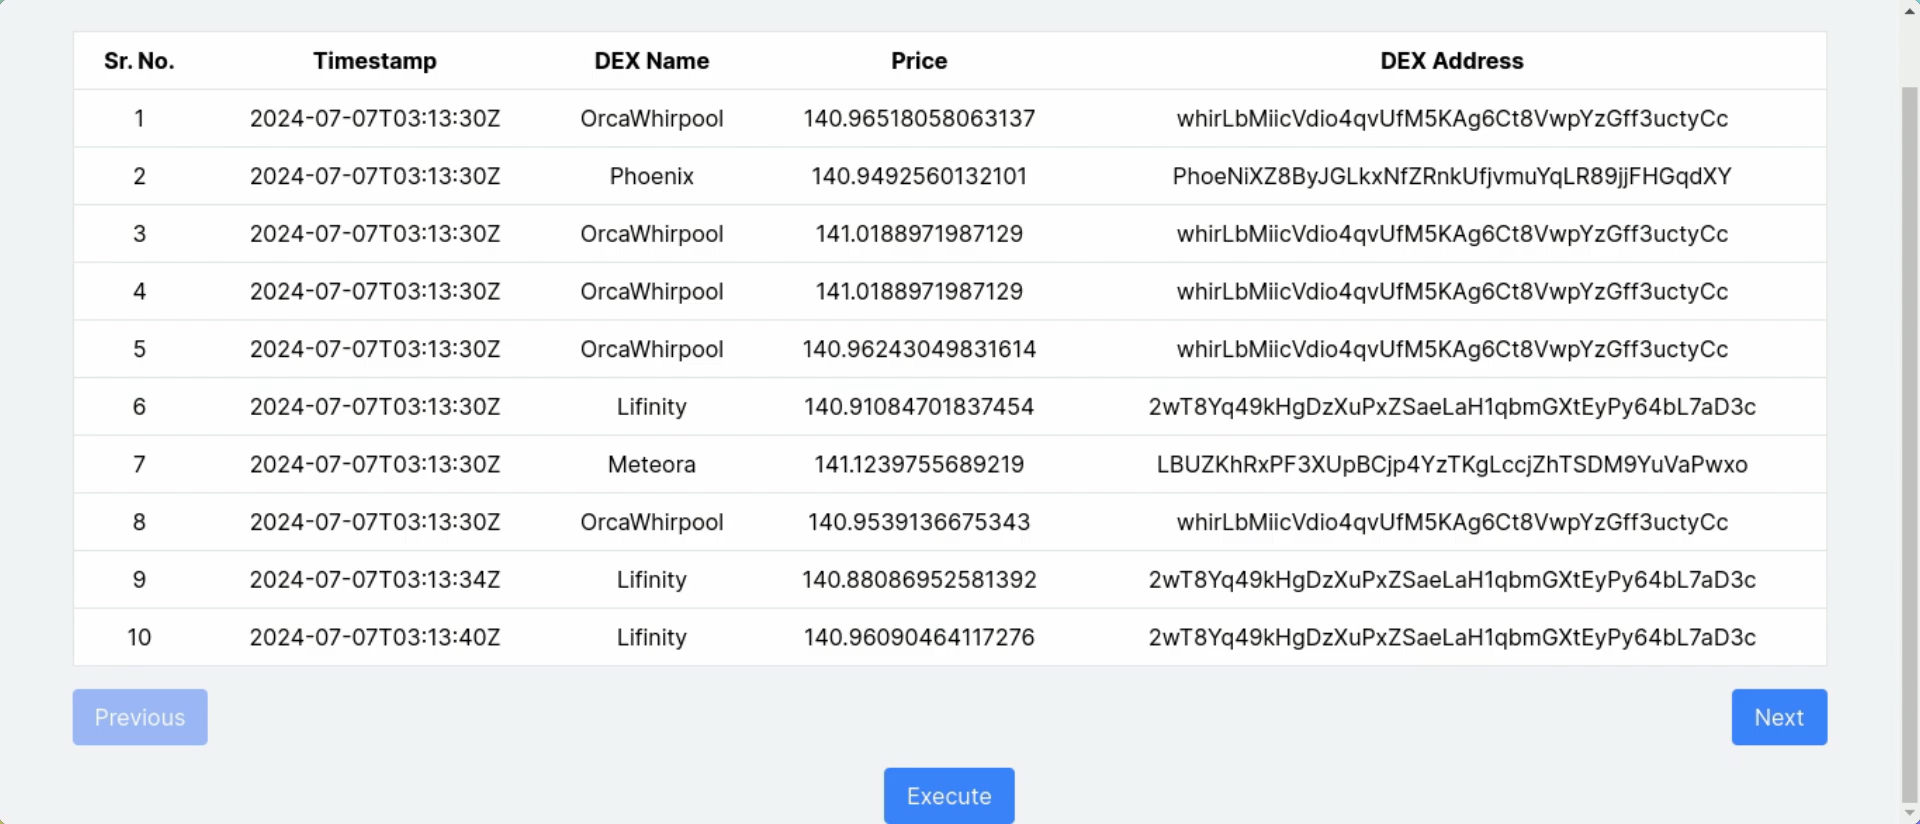 Sr. No. Timestamp DEX Name Price DEX Address
1 2024-07-07T03:13:30Z OrcaWhirpool 140.96518058063137 whirLbMiicVdio4qvUfM5KAg6Ct8VwpYzGff3uctyCc
2 2024-07-07T03:13:30Z Phoenix 140.9492560132101 PhoeNiXZ8ByJGLkxNfZRnkUfjvmuYqLR89jjFHGqdXY
3 2024-07-07T03:13:30Z OrcaWhirpool 141.0188971987129 whirLbMiicVdio4qvUfM5KAg6Ct8VwpYzGff3uctyCc
4 2024-07-07T03:13:30Z OrcaWhirpool 141.0188971987129 whirLbMiicVdio4qvUfM5KAg6Ct8VwpYzGff3uctyCc
5 2024-07-07T03:13:30Z OrcaWhirpool 140.96243049831614 whirLbMiicVdio4qvUfM5KAg6Ct8VwpYzGff3uctyCc
6 2024-07-07T03:13:30Z Lifinity 140.91084701837454 2wT8Yq49kHgDzXuPxZSaeLaH1qbmGXtEyPy64bL7aD3c
7 2024-07-07T03:13:30Z Meteora 141.1239755689219 LBUZKhRxPF3XUpBCjp4YzTKgLccjZhTSDM9YuVaPwxo
8 2024-07-07T03:13:30Z OrcaWhirpool 140.9539136675343 whirLbMiicVdio4qvUfM5KAg6Ct8VwpYzGff3uctyCc
9 2024-07-07T03:13:34Z Lifinity 140.88086952581392 2wT8Yq49kHgDzXuPxZSaeLaH1qbmGXtEyPy64bL7aD3c
10 2024-07-07T03:13:40Z Lifinity 140.96090464117276 2wT8Yq49kHgDzXuPxZSaeLaH1qbmGXtEyPy64bL7aD3c
Previous Next
Execute